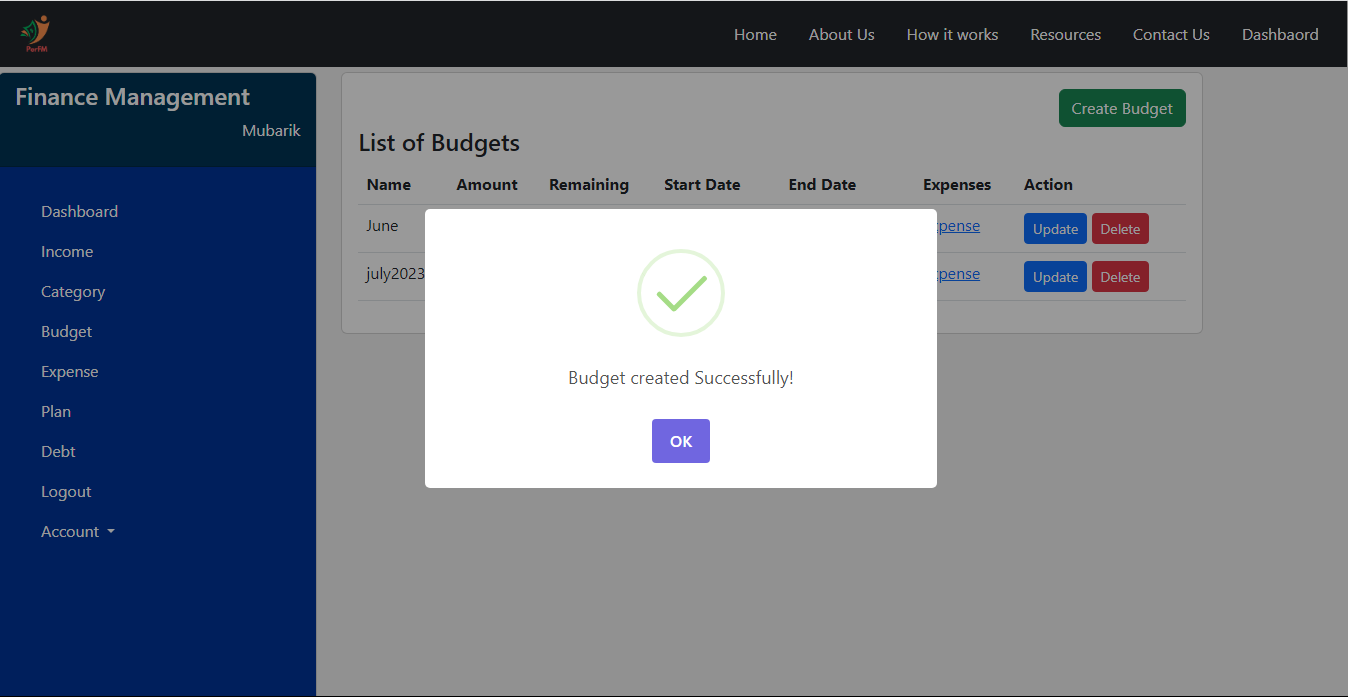 PerfM
Home About Us How it works Resources Contact Us Dashbaord
Finance Management
Mubarik
Dashboard
Income
Category
Budget
Expense
Plan
Debt
Logout
Account
Create Budget
List of Budgets
Name Amount Remaining Start Date End Date Expenses Action
June Update Delete
july2023 Update Delete
Budget created Successfully!
OK